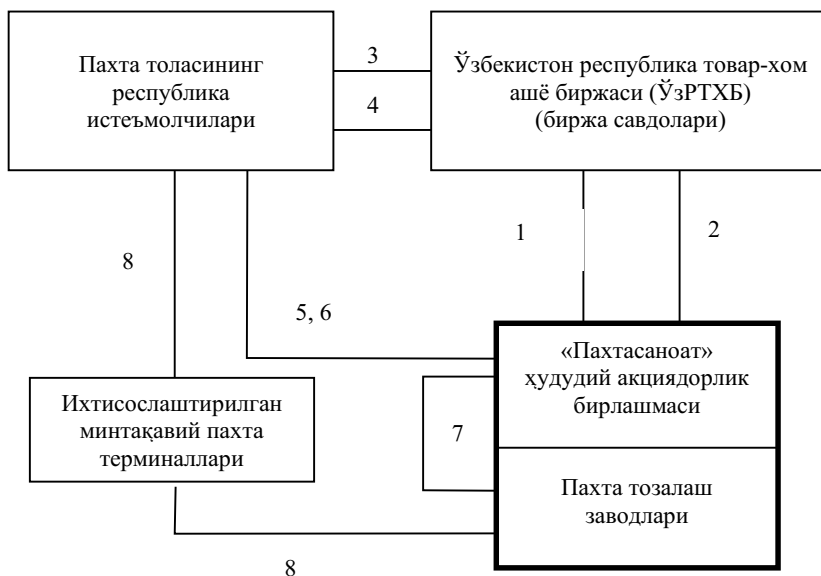 Пахта толасининг
республика
истеъмолчилари
3
4
Ўзбекистон республика товар-хом
ашё биржаси (ЎзРТХБ)
(биржа савдолари)
1
2
8
5, 6
«Пахтасаноат»
ҳудудий акциядорлик
бирлашмаси
Ихтисослаштирилган
минтақавий пахта
терминаллари
7
Пахта тозалаш
заводлари
8